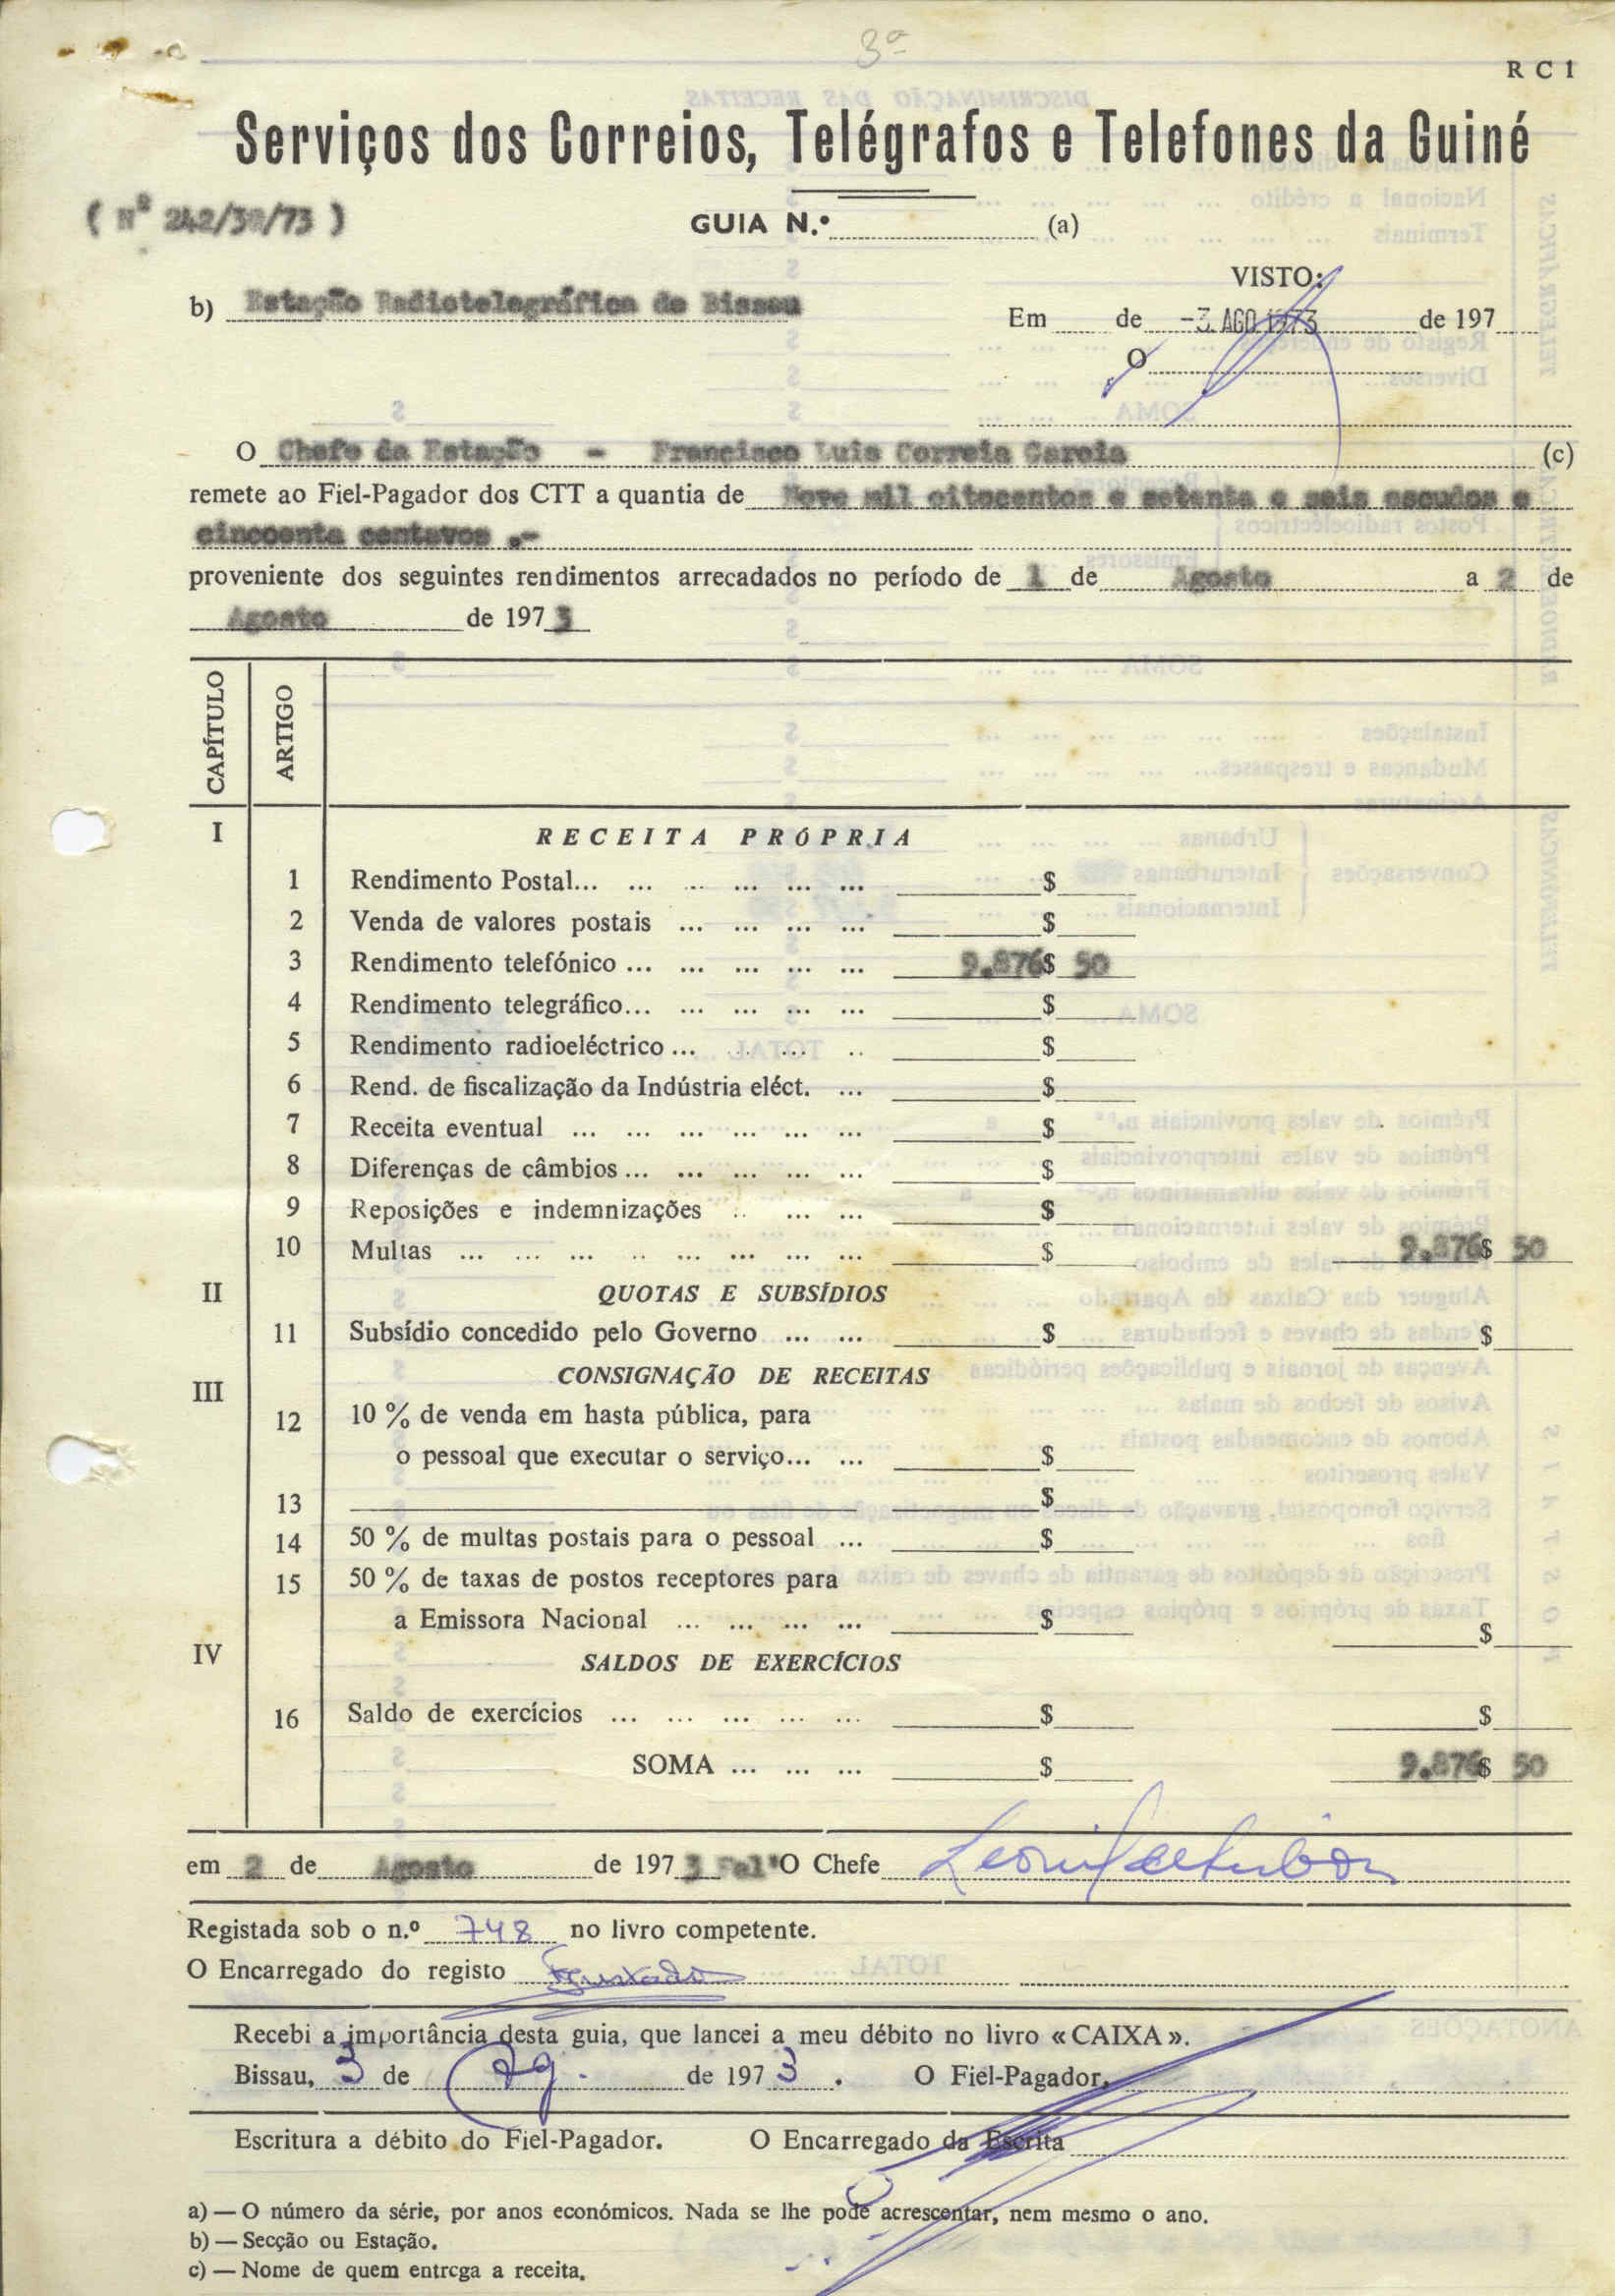 3ª
R C 1
Serviços dos Correios, Telégrafos e Telefones da Guiné
( Nº 242/30/73 )
GUIA N.º (a)
VISTO:
b) Estação Radiotelegráfica de Bissau
Em de -3 AGO 1973 de 197
O
O Chefe da Estação - Francisco Luis Correia Garcia (c)
remete ao Fiel-Pagador dos CTT a quantia de Nove mil oitocentos e setenta e seis escudos e
cincoenta centavos .-
proveniente dos seguintes rendimentos arrecadados no período de 1 de Agosto a 2 de
Agosto de 1973
CAPÍTULO ARTIGO
I RECEITA PRÓPRIA
1 Rendimento Postal... ... ... ... ... ... $
2 Venda de valores postais ... ... ... ... $
3 Rendimento telefónico ... ... ... ... ... 9.876$ 50
4 Rendimento telegráfico... ... ... ... ... $
5 Rendimento radioeléctrico ... ... ... .. $
6 Rend. de fiscalização da Indústria eléct. ... $
7 Receita eventual ... ... ... ... ... ... $
8 Diferenças de câmbios ... ... ... ... ... $
9 Reposições e indemnizações .. ... ... $
10 Multas ... ... ... .. ... ... ... ... $ 9.876$ 50
II QUOTAS E SUBSÍDIOS
11 Subsídio concedido pelo Governo ... ... $ $
III CONSIGNAÇÃO DE RECEITAS
12 10 % de venda em hasta pública, para
o pessoal que executar o serviço... ... $
13 $
14 50 % de multas postais para o pessoal ... $
15 50 % de taxas de postos receptores para
a Emissora Nacional ... ... ... ... $ $
IV SALDOS DE EXERCÍCIOS
16 Saldo de exercícios ... ... ... ... ... $ $
SOMA ... ... ... $ 9.876$ 50
em 2 de Agosto de 1973 Pel'O Chefe
Registada sob o n.º 748 no livro competente.
O Encarregado do registo
Recebi a importância desta guia, que lancei a meu débito no livro «CAIXA».
Bissau, 3 de Ag. de 1973 . O Fiel-Pagador,
Escritura a débito do Fiel-Pagador. O Encarregado da Escrita
a) — O número da série, por anos económicos. Nada se lhe pode acrescentar, nem mesmo o ano.
b) — Secção ou Estação.
c) — Nome de quem entrega a receita.